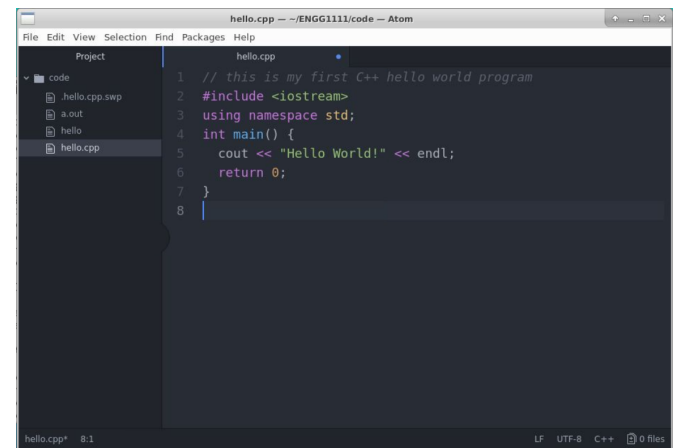 hello.cpp — ~/ENGG1111/code — Atom
File Edit View Selection Find Packages Help
Project
hello.cpp
code
.hello.cpp.swp
a.out
hello
hello.cpp
1 // this is my first C++ hello world program
2 #include <iostream>
3 using namespace std;
4 int main() {
5   cout << "Hello World!" << endl;
6   return 0;
7 }
8
hello.cpp* 8:1 LF UTF-8 C++ 0 files